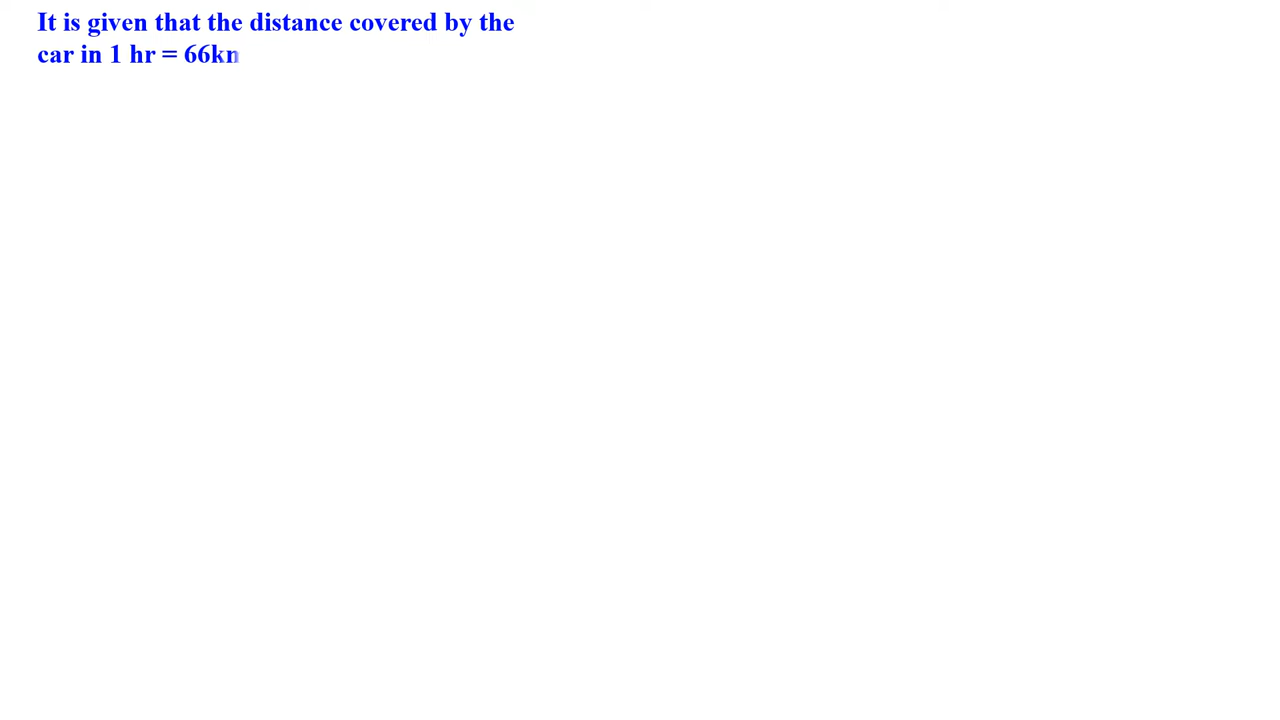 It is given that the distance covered by the
car in 1 hr = 66kn